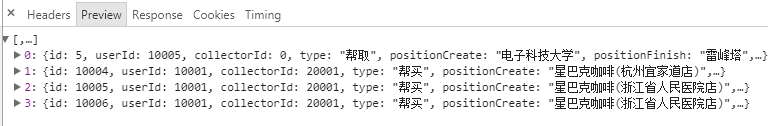 × Headers Preview Response Cookies Timing
▼[,…]
▶0: {id: 5, userId: 10005, collectorId: 0, type: "帮取", positionCreate: "电子科技大学", positionFinish: "雷峰塔",…}
▶1: {id: 10004, userId: 10001, collectorId: 20001, type: "帮买", positionCreate: "星巴克咖啡(杭州宜家道店)",…}
▶2: {id: 10005, userId: 10001, collectorId: 20001, type: "帮买", positionCreate: "星巴克咖啡(浙江省人民医院店)",…}
▶3: {id: 10006, userId: 10001, collectorId: 20001, type: "帮买", positionCreate: "星巴克咖啡(浙江省人民医院店)",…}